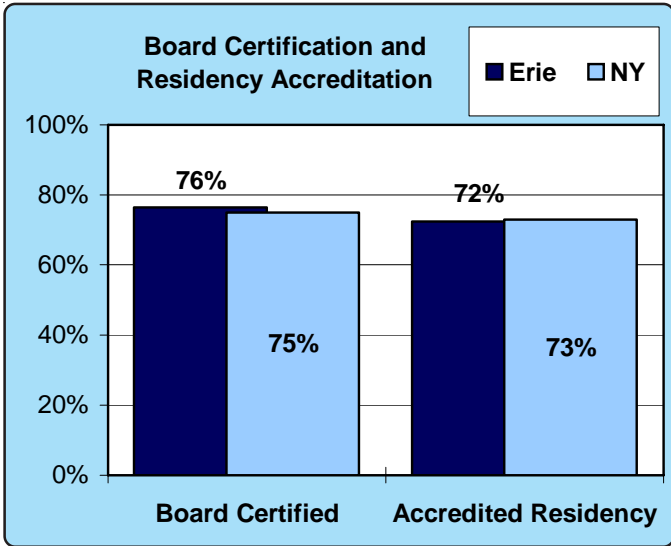 Board Certification and
Residency Accreditation
Erie NY
100%
80%
60%
40%
20%
0%
76%
75%
72%
73%
Board Certified Accredited Residency